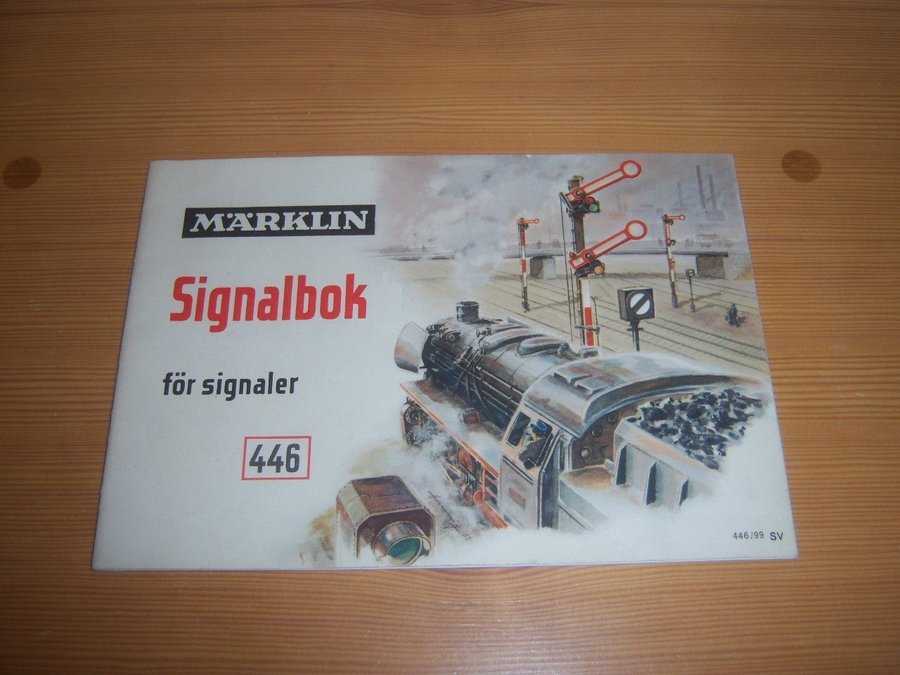 MÄRKLIN
Signalbok
för signaler
446
446/99 SV